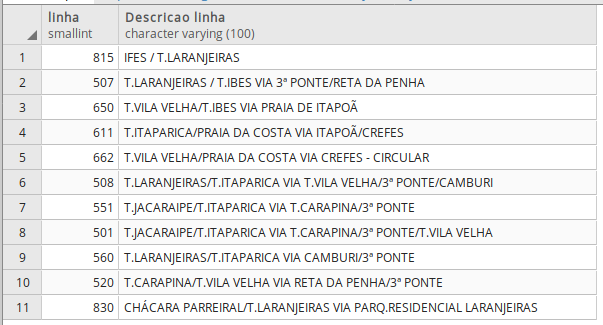 linha Descricao linha
smallint character varying (100)
1 815 IFES / T.LARANJEIRAS
2 507 T.LARANJEIRAS / T.IBES VIA 3ª PONTE/RETA DA PENHA
3 650 T.VILA VELHA/T.IBES VIA PRAIA DE ITAPOÃ
4 611 T.ITAPARICA/PRAIA DA COSTA VIA ITAPOÃ/CREFES
5 662 T.VILA VELHA/PRAIA DA COSTA VIA CREFES - CIRCULAR
6 508 T.LARANJEIRAS/T.ITAPARICA VIA T.VILA VELHA/3ª PONTE/CAMBURI
7 551 T.JACARAIPE/T.ITAPARICA VIA T.CARAPINA/3ª PONTE
8 501 T.JACARAIPE/T.ITAPARICA VIA T.CARAPINA/3ª PONTE/T.VILA VELHA
9 560 T.LARANJEIRAS/T.ITAPARICA VIA CAMBURI/3ª PONTE
10 520 T.CARAPINA/T.VILA VELHA VIA RETA DA PENHA/3ª PONTE
11 830 CHÁCARA PARREIRAL/T.LARANJEIRAS VIA PARQ.RESIDENCIAL LARANJEIRAS